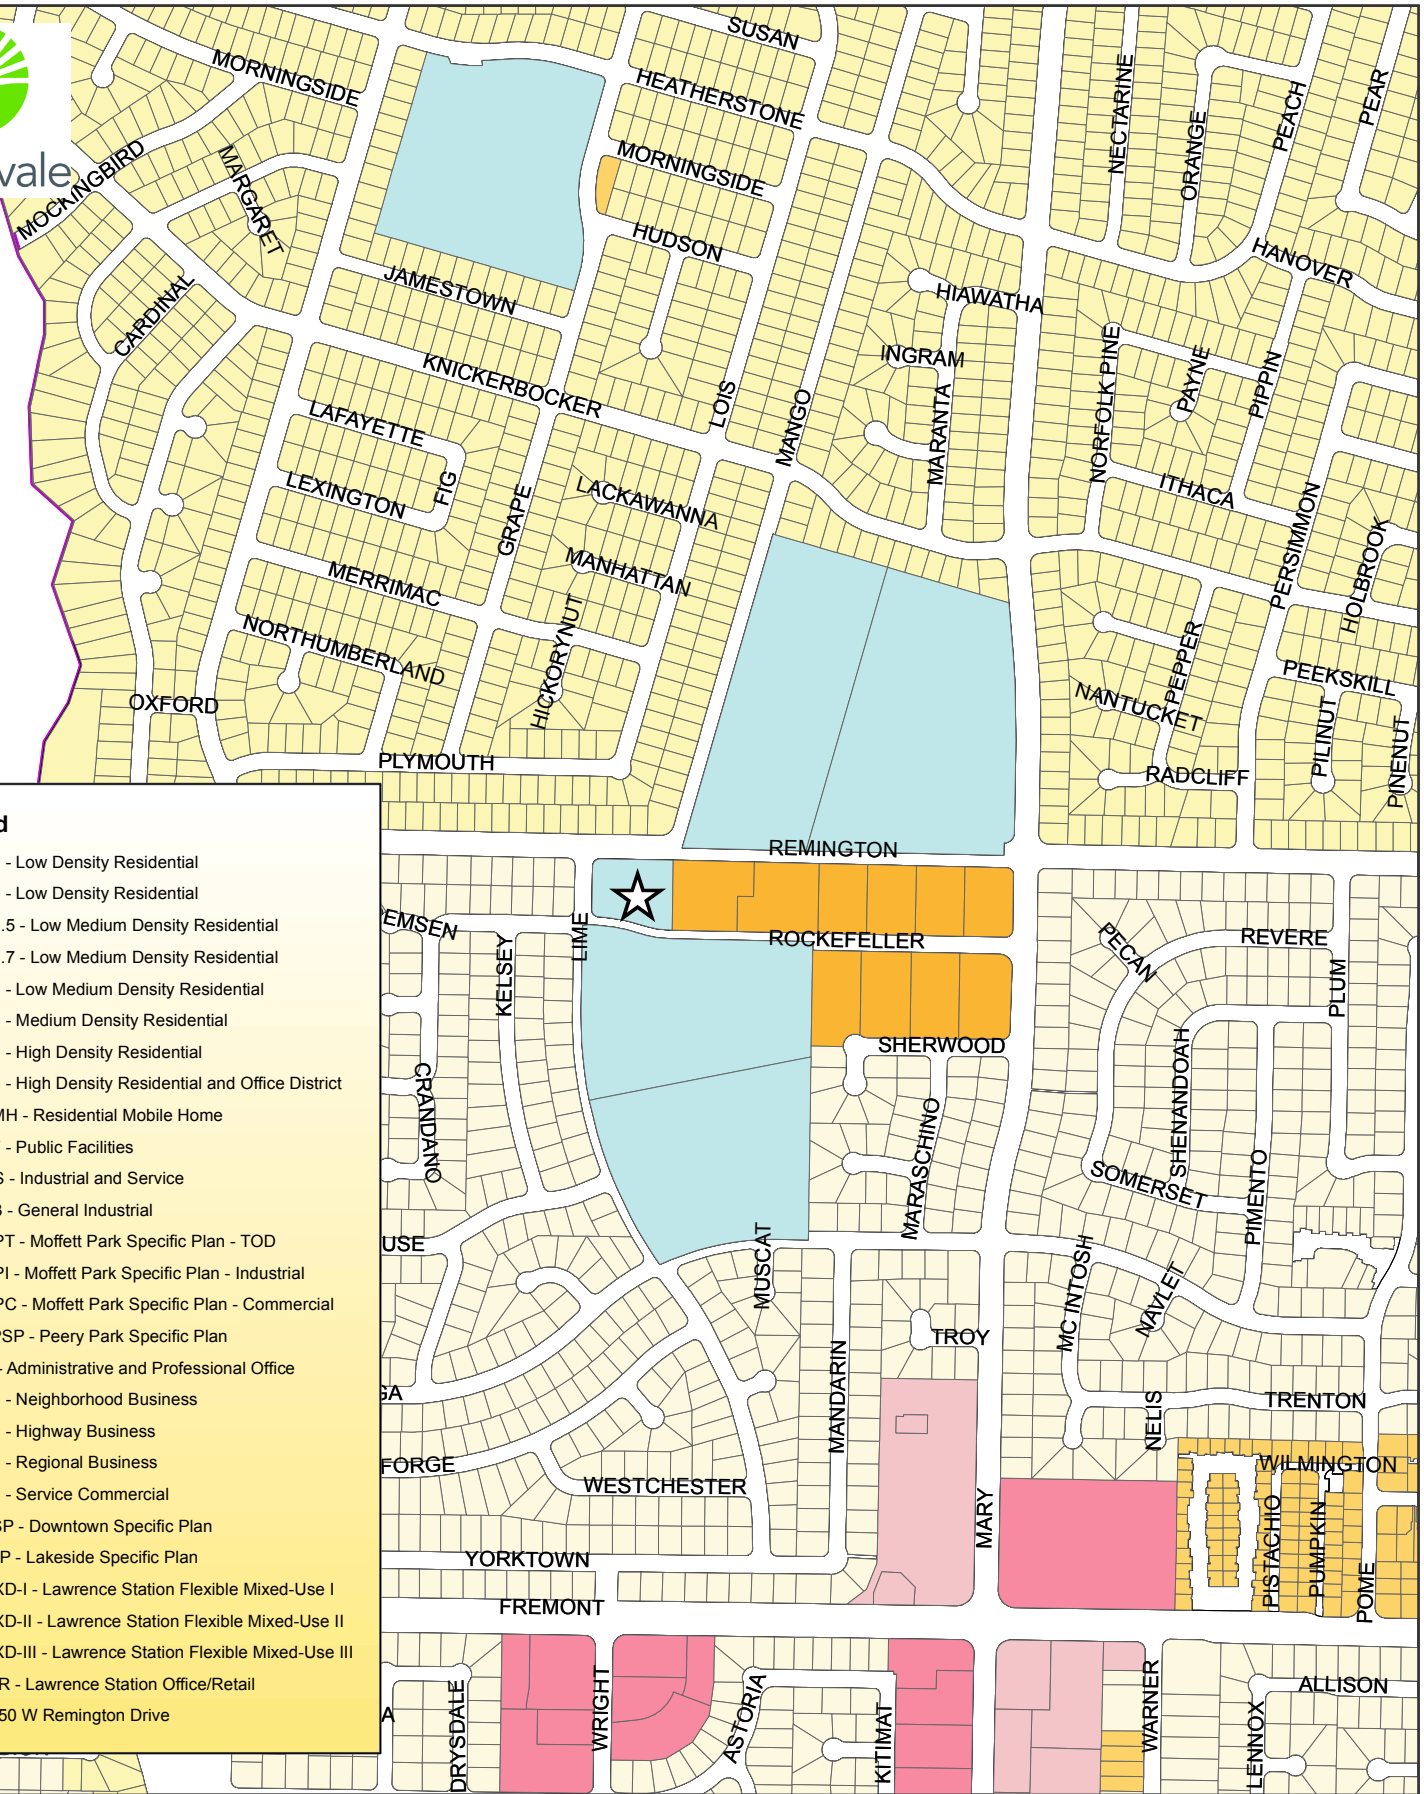 SUSAN
MORNINGSIDE
HEATHERSTONE
NECTARINE
ORANGE
PEACH
PEAR
vale
MOCKINGBIRD
MARGARET
MORNINGSIDE
HUDSON
HANOVER
CARDINAL
JAMESTOWN
HIAWATHA
INGRAM
KNICKERBOCKER
LOIS
MANGO
MARANTA
NORFOLK PINE
PAYNE
PIPPIN
LAFAYETTE
FIG
LEXINGTON
GRAPE
LACKAWANNA
ITHACA
PERSIMMON
HOLBROOK
MANHATTAN
MERRIMAC
NORTHUMBERLAND
HICKORYNUT
PEPPER
PEEKSKILL
OXFORD
NANTUCKET
PILINUT
PINENUT
PLYMOUTH
RADCLIFF
REMINGTON
d
- Low Density Residential
- Low Density Residential
.5 - Low Medium Density Residential
.7 - Low Medium Density Residential
- Low Medium Density Residential
- Medium Density Residential
- High Density Residential
- High Density Residential and Office District
MH - Residential Mobile Home
- Public Facilities
S - Industrial and Service
3 - General Industrial
PT - Moffett Park Specific Plan - TOD
PI - Moffett Park Specific Plan - Industrial
PC - Moffett Park Specific Plan - Commercial
PSP - Peery Park Specific Plan
- Administrative and Professional Office
- Neighborhood Business
- Highway Business
- Regional Business
- Service Commercial
SP - Downtown Specific Plan
P - Lakeside Specific Plan
XD-I - Lawrence Station Flexible Mixed-Use I
XD-II - Lawrence Station Flexible Mixed-Use II
XD-III - Lawrence Station Flexible Mixed-Use III
R - Lawrence Station Office/Retail
50 W Remington Drive
EMSEN
KELSEY
LIME
ROCKEFELLER
PECAN
REVERE
PLUM
SHERWOOD
CRANDANO
MARASCHINO
SHENANDOAH
SOMERSET
PIMENTO
USE
MUSCAT
MC INTOSH
NAVLET
TROY
MANDARIN
GA
TRENTON
NELIS
FORGE
WESTCHESTER
WILMINGTON
MARY
PISTACHIO
PUMPKIN
POME
YORKTOWN
FREMONT
A
DRYSDALE
WRIGHT
ASTORIA
KITIMAT
WARNER
LENNOX
ALLISON